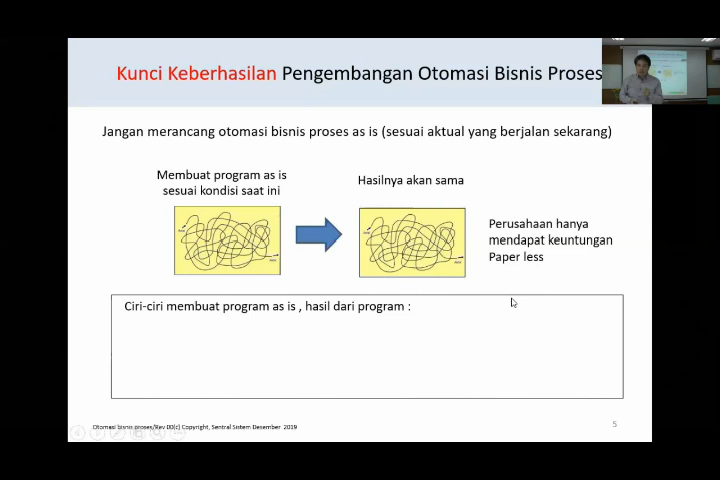 Kunci Keberhasilan Pengembangan Otomasi Bisnis Proses
Jangan merancang otomasi bisnis proses as is (sesuai aktual yang berjalan sekarang)
Membuat program as is
sesuai kondisi saat ini
Hasilnya akan sama
Perusahaan hanya
mendapat keuntungan
Paper less
Ciri-ciri membuat program as is , hasil dari program :
Otomasi bisnis proses/Rev 00(c) Copyright, Sentral Sistem Desember 2019
5